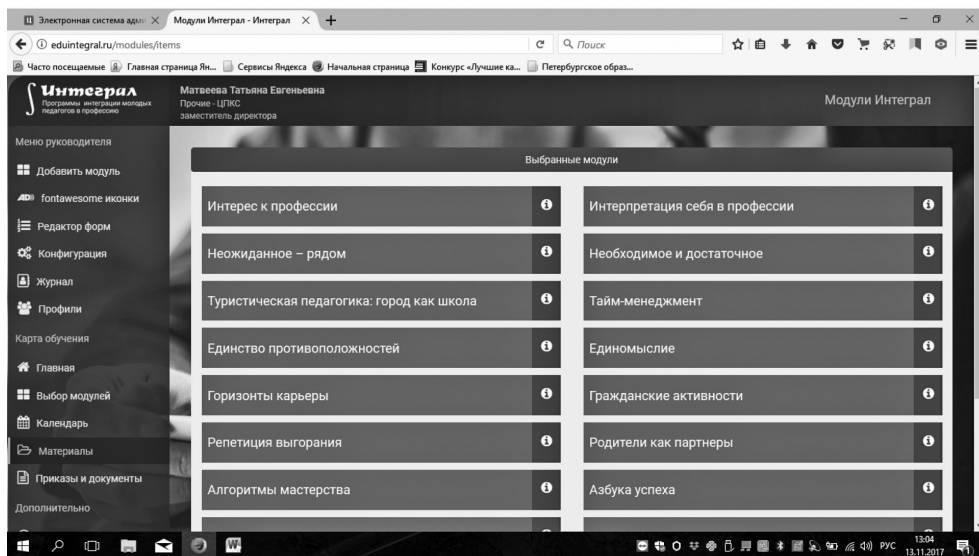 Электронная система адми
Модули Интеграл - Интеграл
eduintegral.ru/modules/items
Поиск
Часто посещаемые
Главная страница Ян...
Сервисы Яндекса
Начальная страница
Конкурс «Лучшие ка...
Петербургское образ...
Интеграл
Программы интеграции молодых
педагогов в профессию
Матвеева Татьяна Евгеньевна
Прочие - ЦПКС
заместитель директора
Модули Интеграл
Меню руководителя
Добавить модуль
fontawesome иконки
Редактор форм
Конфигурация
Журнал
Профили
Карта обучения
Главная
Выбор модулей
Календарь
Материалы
Приказы и документы
Дополнительно
Выбранные модули
Интерес к профессии
Интерпретация себя в профессии
Неожиданное – рядом
Необходимое и достаточное
Туристическая педагогика: город как школа
Тайм-менеджмент
Единство противоположностей
Единомыслие
Горизонты карьеры
Гражданские активности
Репетиция выгорания
Родители как партнеры
Алгоритмы мастерства
Азбука успеха
РУС
13:04
13.11.2017